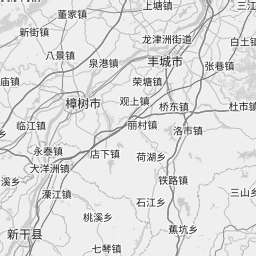 上塘镇
三江
董家镇
新街镇
龙津洲街道
白土镇
八景镇
泉港镇
丰城市
张巷镇
庙镇
荣塘镇
樟树市
观上镇
桥东镇
杜市镇
临江镇
丽村镇
洛市镇
永泰镇
店下镇
荷湖乡
大洋洲镇
溪乡
铁路镇
溧江镇
三山乡
石江乡
桃溪乡
新干县
蕉坑乡
七琴镇